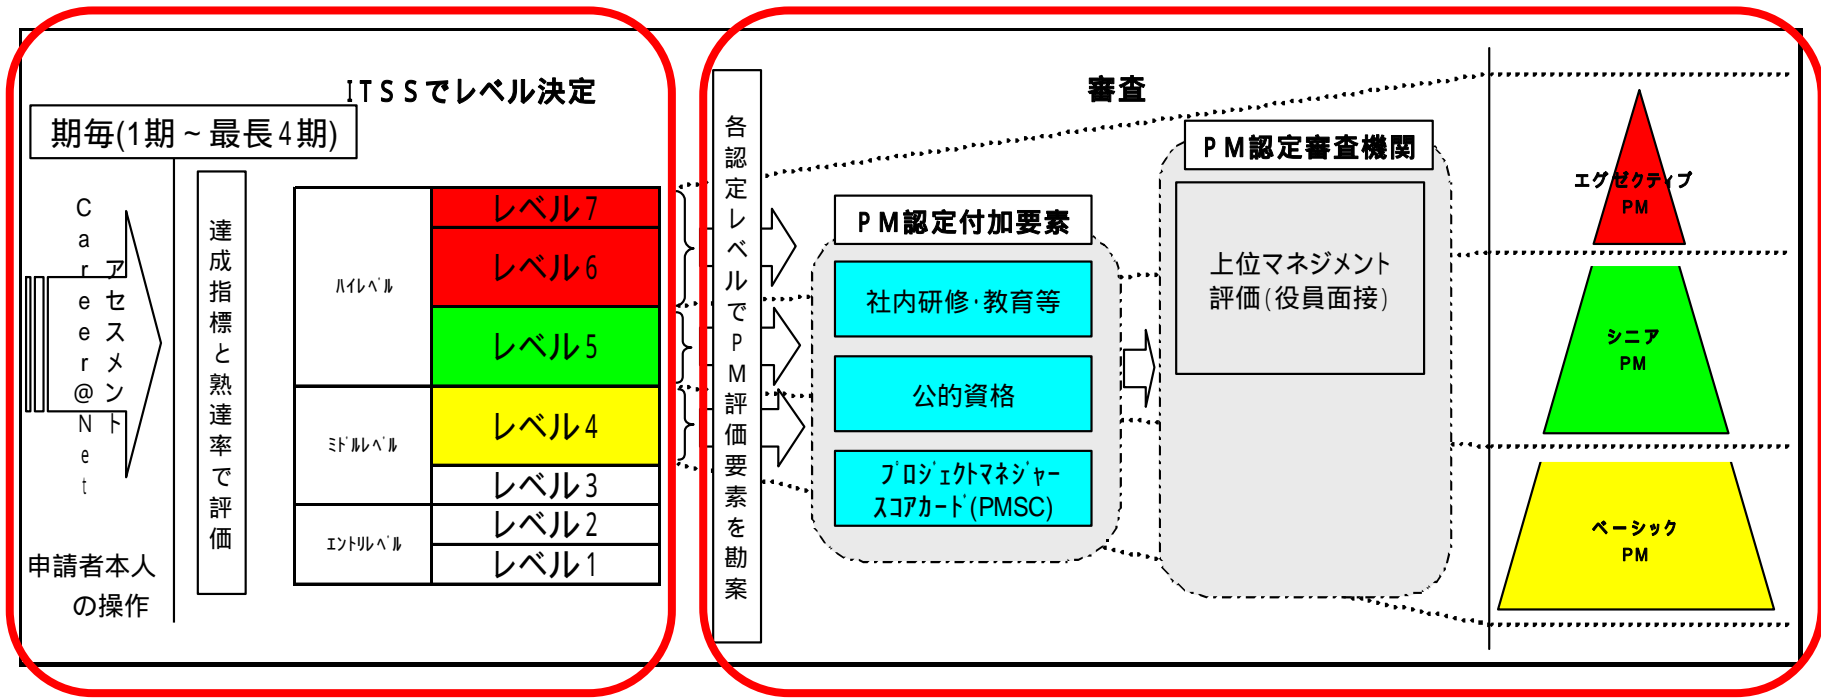 ITSSでレベル決定
期毎(1期~最長4期)
Career@Net
アセスメント
申請者本人
の操作
達成指標と熟達率で評価
ハイレベル
ミドルレベル
エントリレベル
レベル7
レベル6
レベル5
レベル4
レベル3
レベル2
レベル1
各認定レベルでPM評価要素を勘案
審査
PM認定付加要素
社内研修・教育等
公的資格
プロジェクトマネジャー
スコアカード(PMSC)
PM認定審査機関
上位マネジメント
評価(役員面接)
エグゼクティブ
PM
シニア
PM
ベーシック
PM